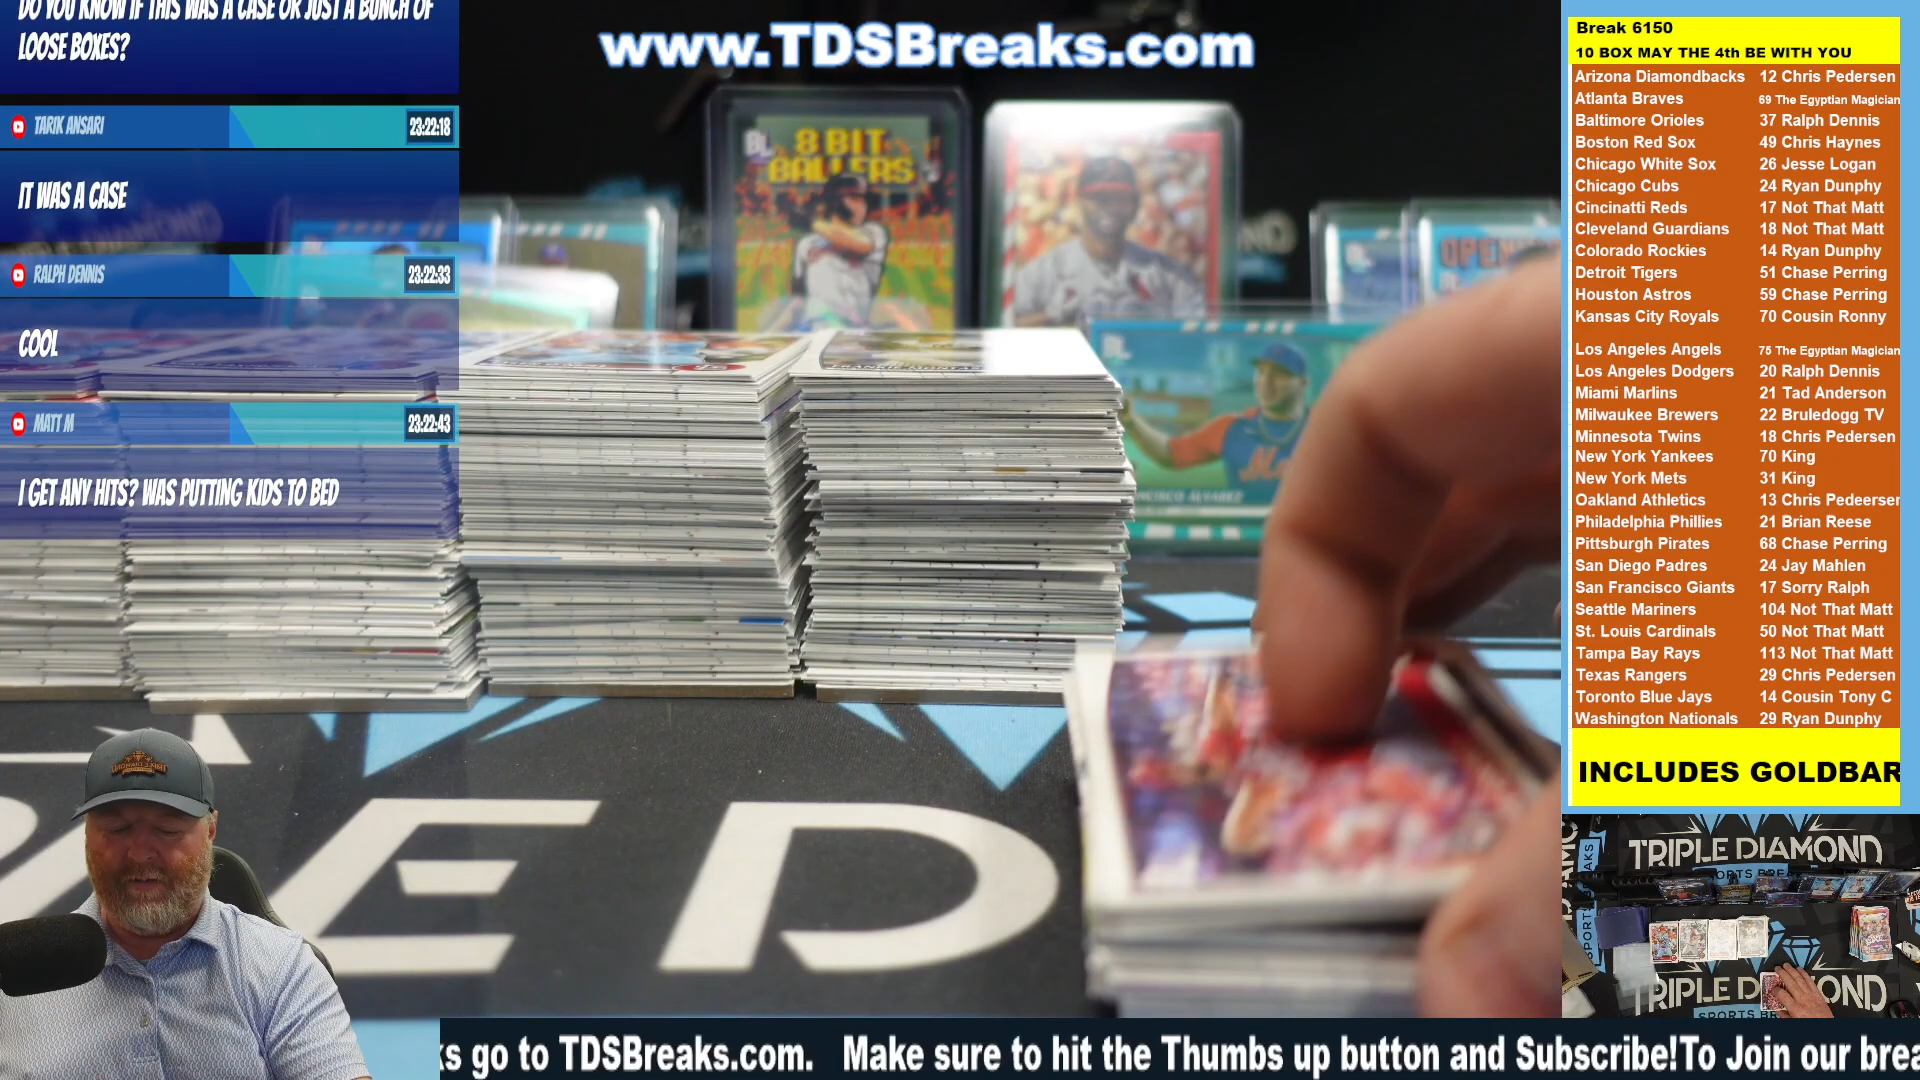 DO YOU KNOW IF THIS WAS A CASE OR JUST A BUNCH OF
LOOSE BOXES?
TARIK ANSARI 23:22:18
IT WAS A CASE
RALPH DENNIS 23:22:33
COOL
MATT M 23:22:43
I GET ANY HITS? WAS PUTTING KIDS TO BED
www.TDSBreaks.com
BL
8 BIT
BALLERS
BL
NCISCO ALVAREZ
E D
Break 6150
10 BOX MAY THE 4th BE WITH YOU
Arizona Diamondbacks 12 Chris Pedersen
Atlanta Braves 69 The Egyptian Magician
Baltimore Orioles 37 Ralph Dennis
Boston Red Sox 49 Chris Haynes
Chicago White Sox 26 Jesse Logan
Chicago Cubs 24 Ryan Dunphy
Cincinatti Reds 17 Not That Matt
Cleveland Guardians 18 Not That Matt
Colorado Rockies 14 Ryan Dunphy
Detroit Tigers 51 Chase Perring
Houston Astros 59 Chase Perring
Kansas City Royals 70 Cousin Ronny
Los Angeles Angels 75 The Egyptian Magician
Los Angeles Dodgers 20 Ralph Dennis
Miami Marlins 21 Tad Anderson
Milwaukee Brewers 22 Bruledogg TV
Minnesota Twins 18 Chris Pedersen
New York Yankees 70 King
New York Mets 31 King
Oakland Athletics 13 Chris Pedeerser
Philadelphia Phillies 21 Brian Reese
Pittsburgh Pirates 68 Chase Perring
San Diego Padres 24 Jay Mahlen
San Francisco Giants 17 Sorry Ralph
Seattle Mariners 104 Not That Matt
St. Louis Cardinals 50 Not That Matt
Tampa Bay Rays 113 Not That Matt
Texas Rangers 29 Chris Pedersen
Toronto Blue Jays 14 Cousin Tony C
Washington Nationals 29 Ryan Dunphy
INCLUDES GOLDBAR
TRIPLE DIAMOND
SPORTS BREA
TRIPLE D MOND
SPORTS BREAKS
ks go to TDSBreaks.com. Make sure to hit the Thumbs up button and Subscribe!To Join our brea